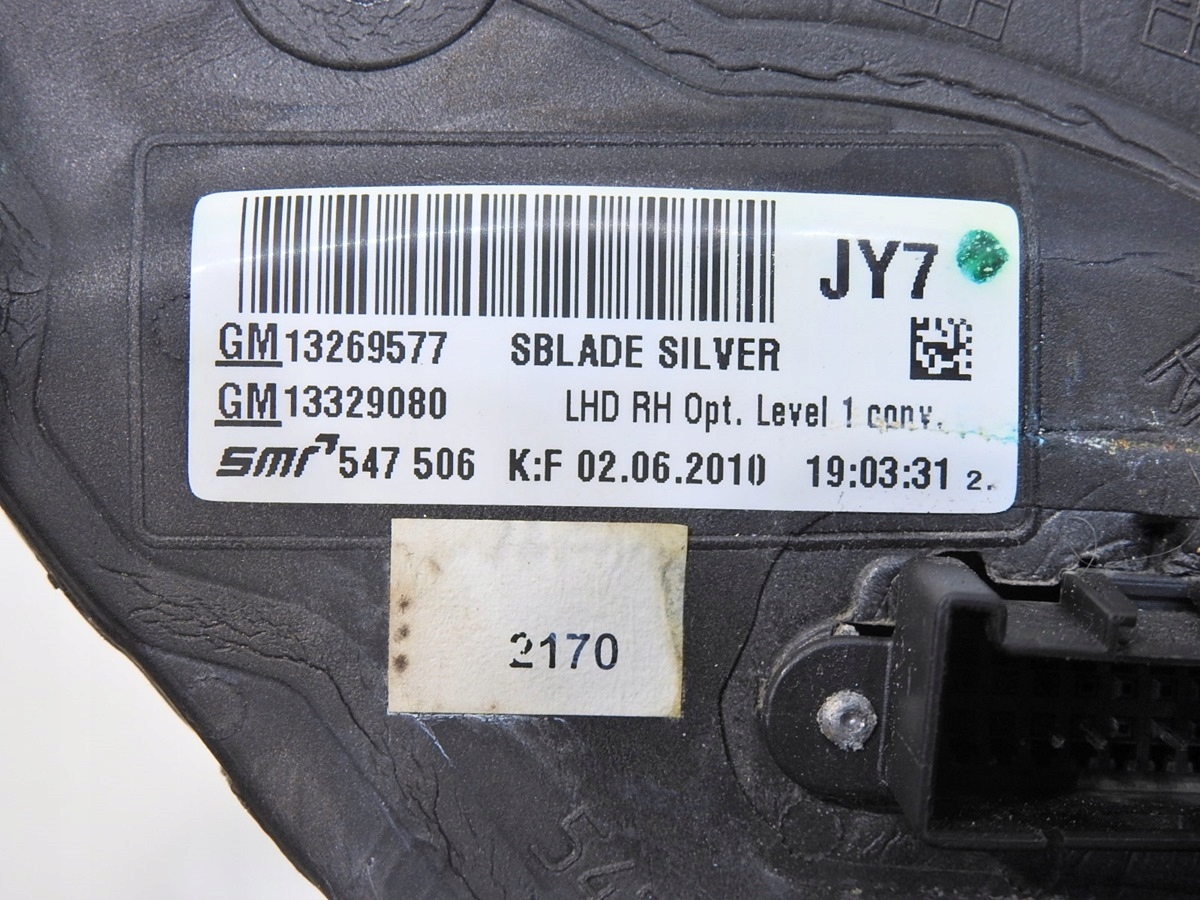 JY7
GM13269577 SBLADE SILVER
GM13329080 LHD RH Opt. Level 1 conv.
smr 547 506 K:F 02.06.2010 19:03:31 2.
2170